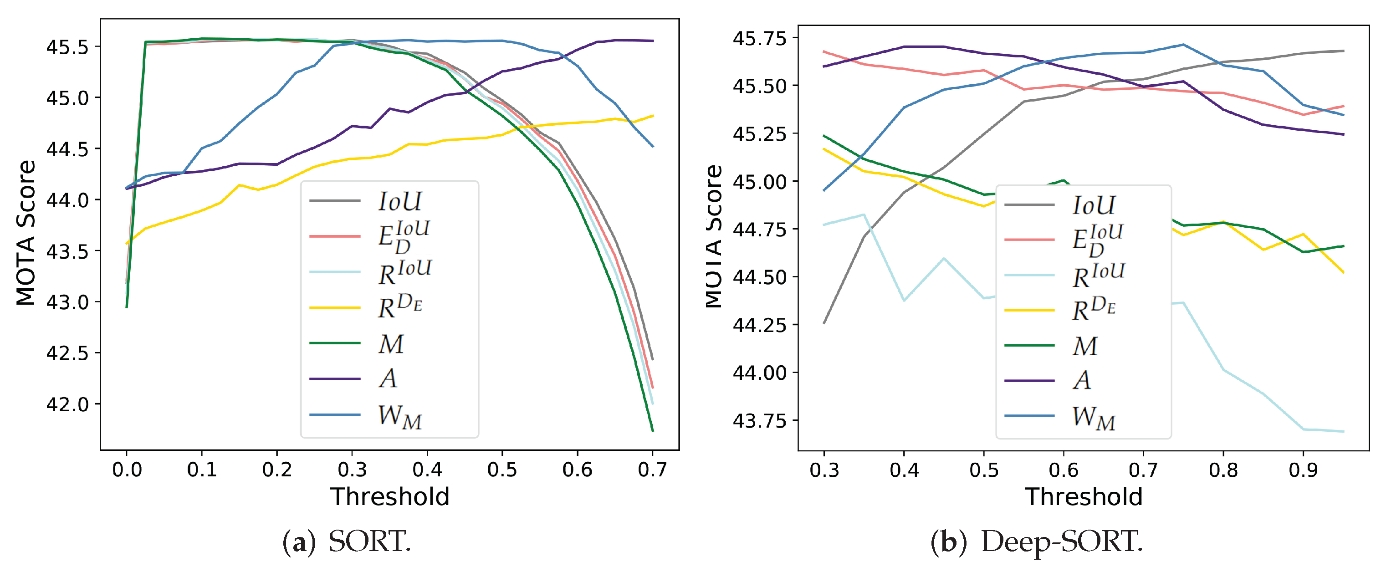 45.5
45.0
44.5
44.0
43.5
43.0
42.5
42.0
MOTA Score
0.0 0.1 0.2 0.3 0.4 0.5 0.6 0.7
Threshold
IoU
E_D^{IoU}
R^{IoU}
R^{D_E}
M
A
W_M
(a) SORT.
45.75
45.50
45.25
45.00
44.75
44.50
44.25
44.00
43.75
MOTA Score
0.3 0.4 0.5 0.6 0.7 0.8 0.9
Threshold
IoU
E_D^{IoU}
R^{IoU}
R^{D_E}
M
A
W_M
(b) Deep-SORT.